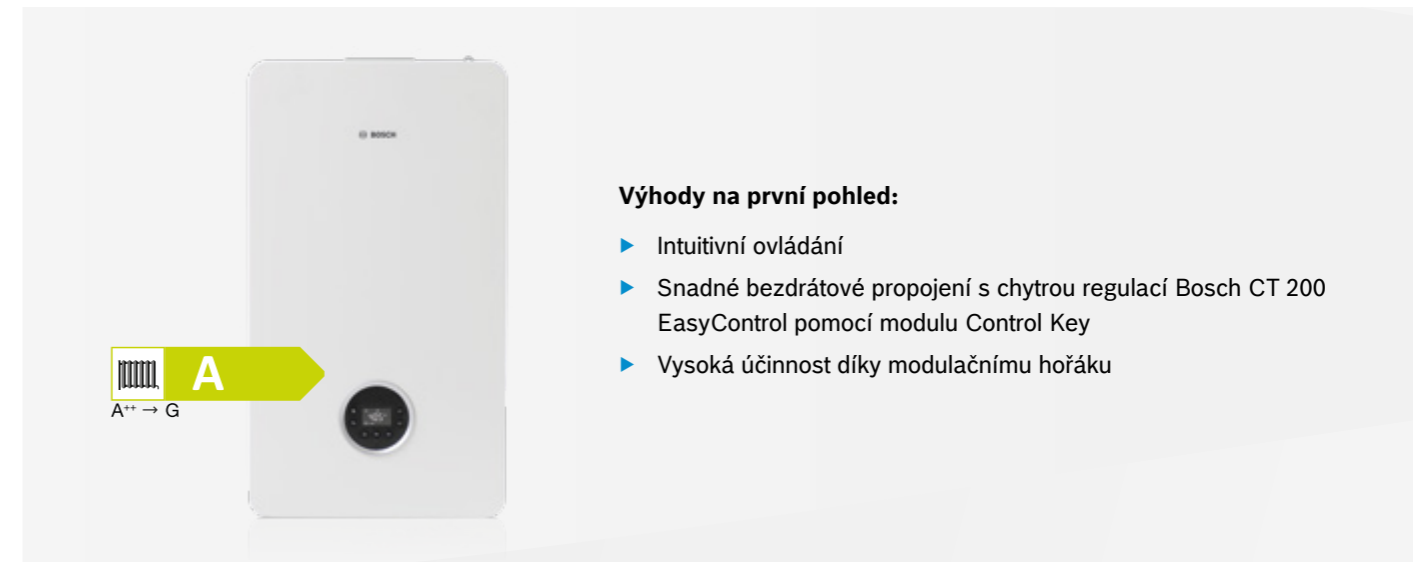 BOSCH
Výhody na první pohled:
Intuitivní ovládání
Snadné bezdrátové propojení s chytrou regulací Bosch CT 200
EasyControl pomocí modulu Control Key
Vysoká účinnost díky modulačnímu hořáku
A
A⁺⁺ → G